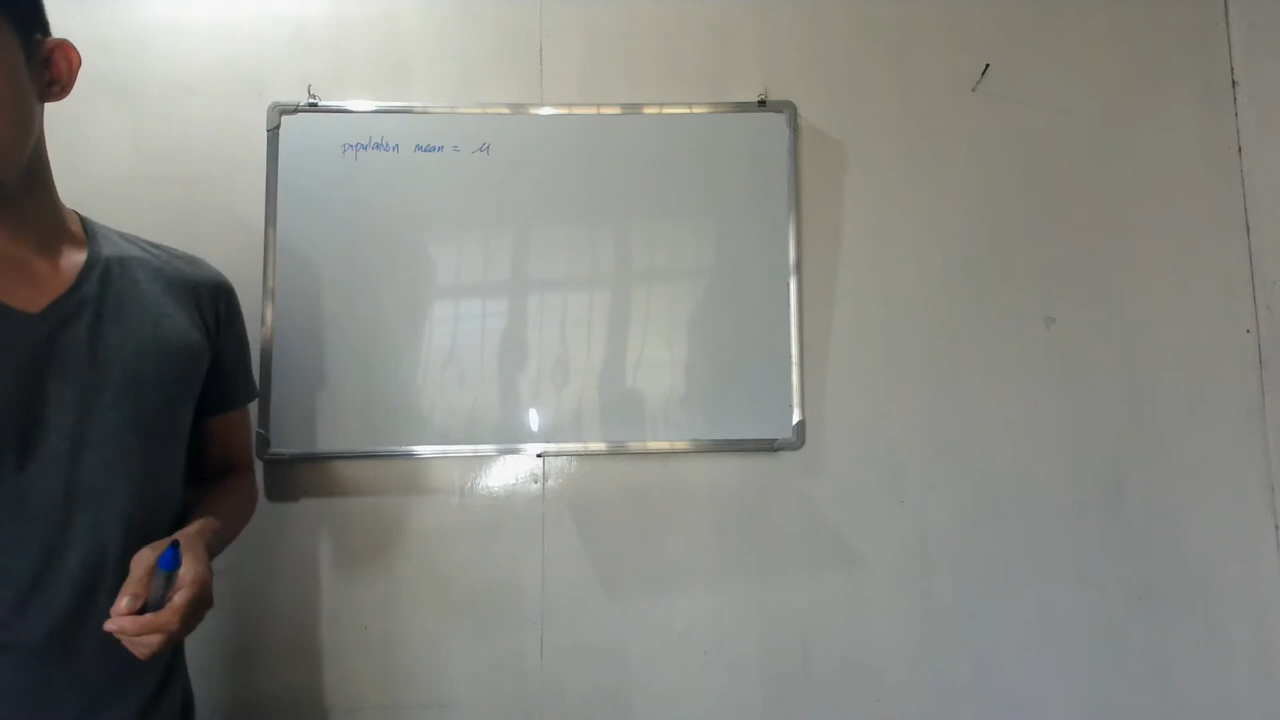 population mean = μ